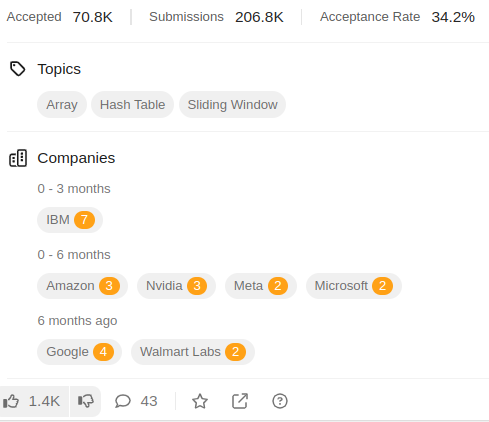 Accepted 70.8K Submissions 206.8K Acceptance Rate 34.2%
Topics
Array Hash Table Sliding Window
Companies
0 - 3 months
IBM 7
0 - 6 months
Amazon 3 Nvidia 3 Meta 2 Microsoft 2
6 months ago
Google 4 Walmart Labs 2
1.4K 43